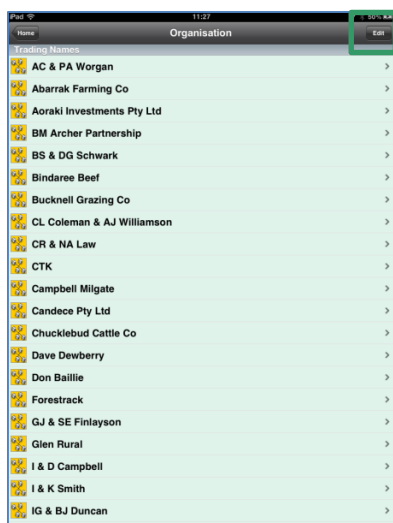 iPad 11:27 50%
Home Organisation Edit
Trading Names
AC & PA Worgan
Abarrak Farming Co
Aoraki Investments Pty Ltd
BM Archer Partnership
BS & DG Schwark
Bindaree Beef
Bucknell Grazing Co
CL Coleman & AJ Williamson
CR & NA Law
CTK
Campbell Milgate
Candece Pty Ltd
Chucklebud Cattle Co
Dave Dewberry
Don Baillie
Forestrack
GJ & SE Finlayson
Glen Rural
I & D Campbell
I & K Smith
IG & BJ Duncan